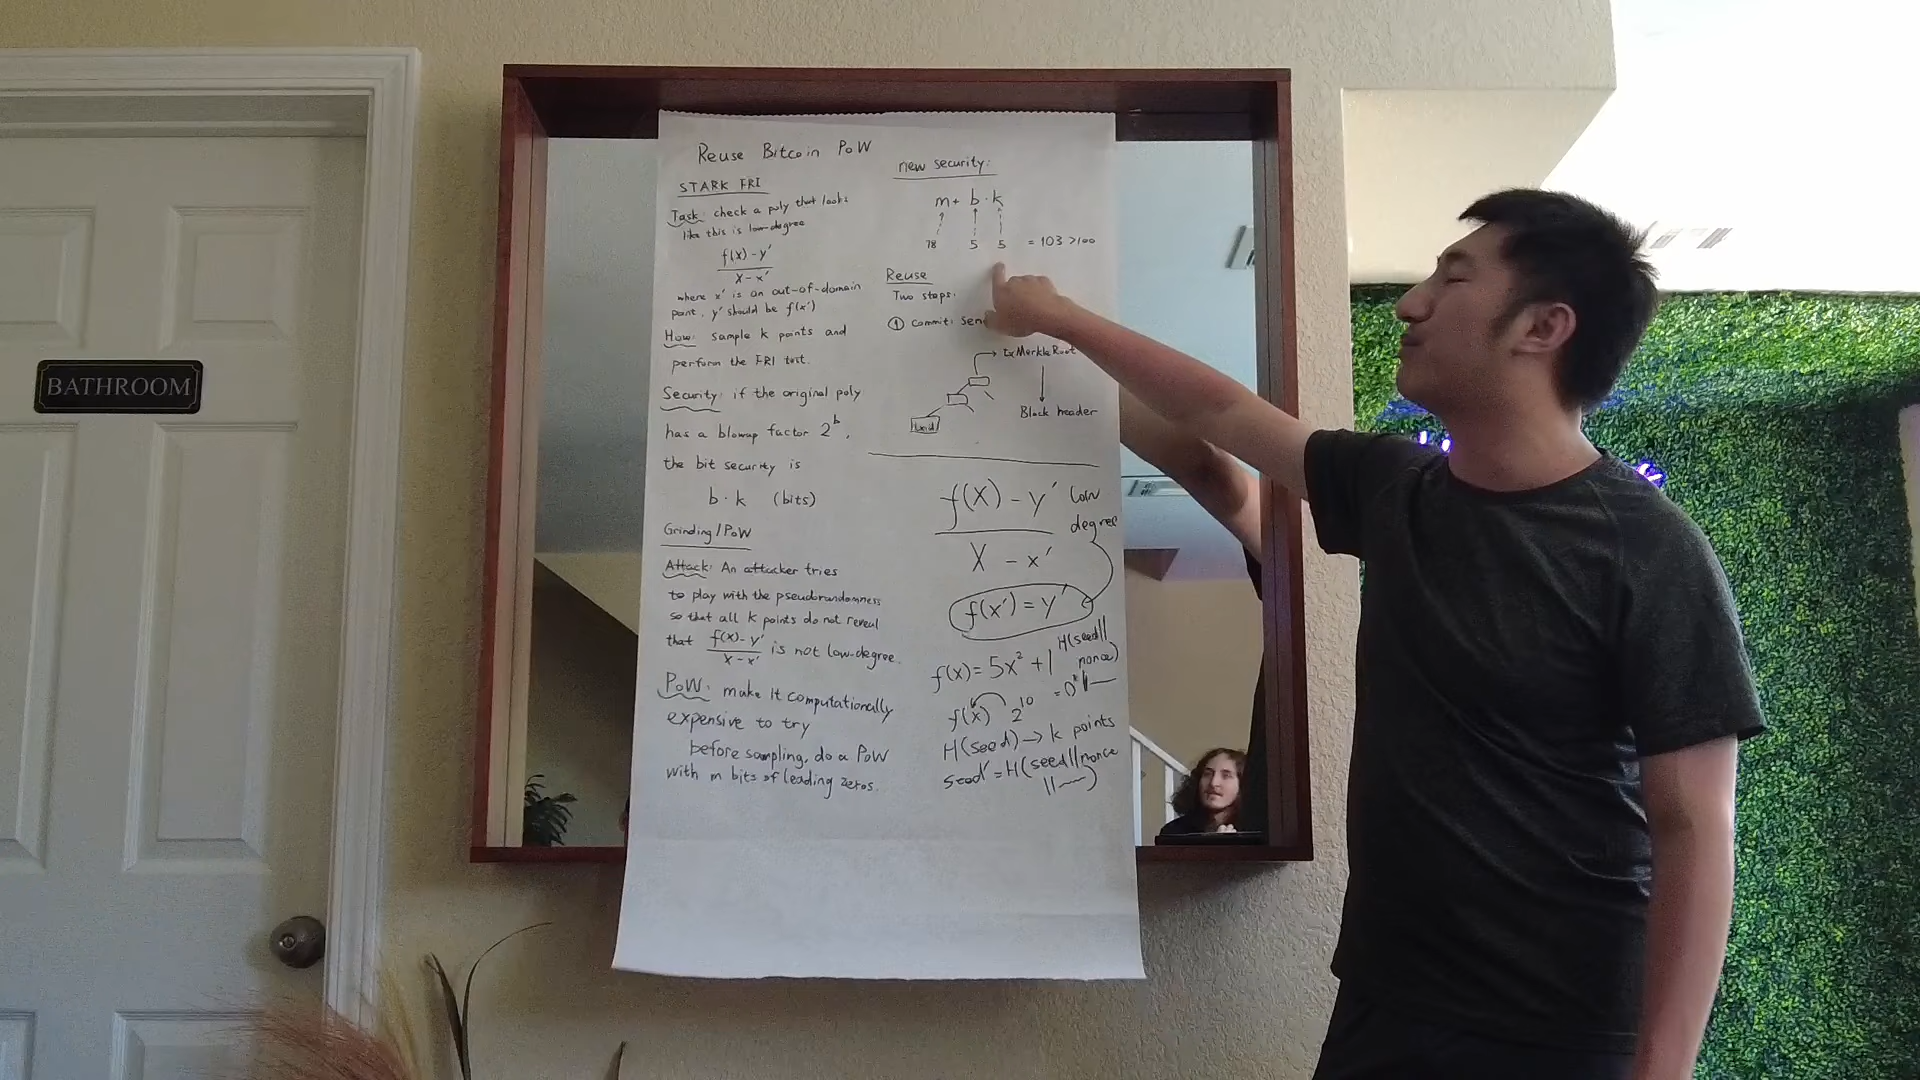 BATHROOM
Reuse Bitcoin PoW
STARK FRI
Task: check a poly that looks
like this is low-degree
f(X) - y'
X - x'
where x' is an out-of-domain
point, y' should be f(x')
How: Sample k points and
perform the FRI test.
Security: if the original poly
has a blowup factor 2^b,
the bit security is
b · k (bits)
Grinding/PoW
Attack: An attacker tries
to play with the pseudorandomness
so that all k points do not reveal
that f(X) - y' / X - x' is not low-degree.
PoW: make it computationally
expensive to try
before sampling, do a PoW
with m bits of leading zeros.
new security:
m + b · k
78 5 5 = 103 > 100
Reuse
Two steps:
① Commit:
Tx Merkle Root
Block header
f(X) - y' low
degree
X - x'
f(x') = y'
f(x) = 5x² + 1
H(seed||
nonce)
f(x) 2^10
H(seed) → k points
seed' = H(seed||nonce
||